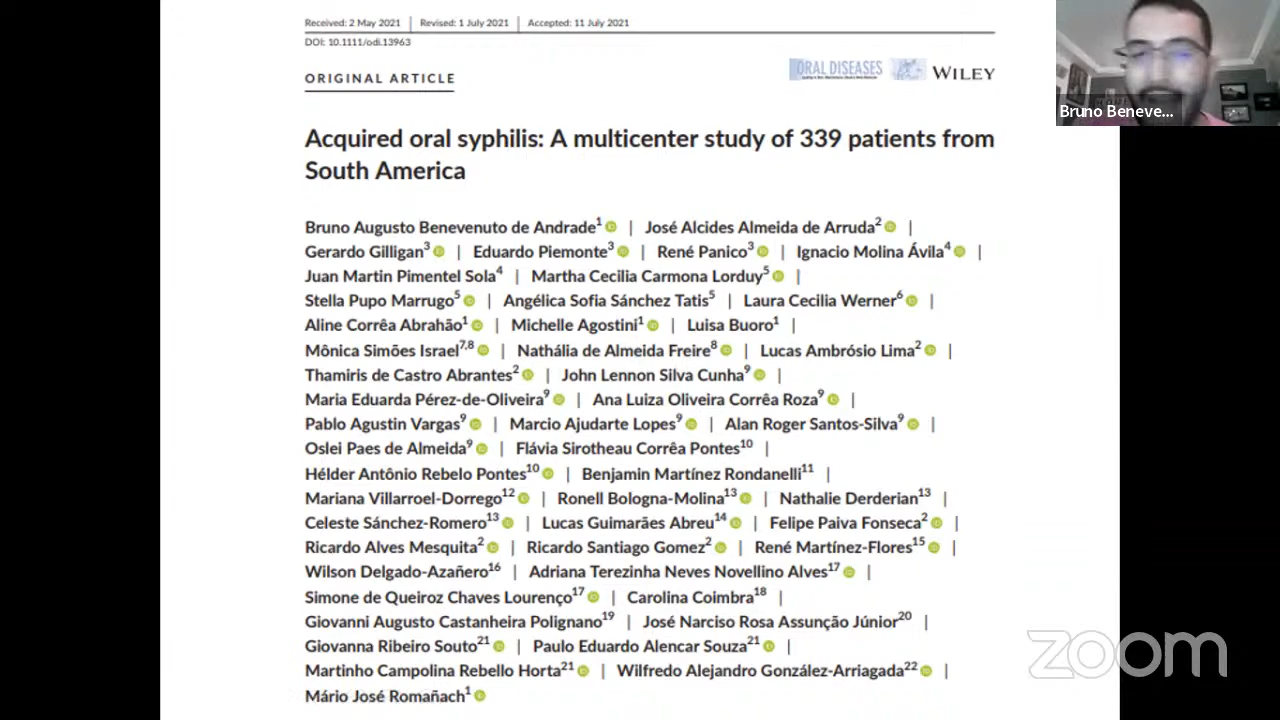 Received: 2 May 2021 | Revised: 1 July 2021 | Accepted: 11 July 2021
DOI: 10.1111/odi.13963
ORIGINAL ARTICLE
ORAL DISEASES WILEY
Bruno Beneve...
Acquired oral syphilis: A multicenter study of 339 patients from
South America
Bruno Augusto Benevenuto de Andrade1 | José Alcides Almeida de Arruda2 |
Gerardo Gilligan3 | Eduardo Piemonte3 | René Panico3 | Ignacio Molina Ávila4 |
Juan Martin Pimentel Sola4 | Martha Cecilia Carmona Lorduy5 |
Stella Pupo Marrugo5 | Angélica Sofia Sánchez Tatis5 | Laura Cecilia Werner6 |
Aline Corrêa Abrahão1 | Michelle Agostini1 | Luisa Buoro1 |
Mônica Simões Israel7,8 | Nathália de Almeida Freire8 | Lucas Ambrósio Lima2 |
Thamiris de Castro Abrantes2 | John Lennon Silva Cunha9 |
Maria Eduarda Pérez-de-Oliveira9 | Ana Luiza Oliveira Corrêa Roza9 |
Pablo Agustin Vargas9 | Marcio Ajudarte Lopes9 | Alan Roger Santos-Silva9 |
Oslei Paes de Almeida9 | Flávia Sirotheau Corrêa Pontes10 |
Hélder Antônio Rebelo Pontes10 | Benjamin Martínez Rondanelli11 |
Mariana Villarroel-Dorrego12 | Ronell Bologna-Molina13 | Nathalie Derderian13 |
Celeste Sánchez-Romero13 | Lucas Guimarães Abreu14 | Felipe Paiva Fonseca2 |
Ricardo Alves Mesquita2 | Ricardo Santiago Gomez2 | René Martínez-Flores15 |
Wilson Delgado-Azañero16 | Adriana Terezinha Neves Novellino Alves17 |
Simone de Queiroz Chaves Lourenço17 | Carolina Coimbra18 |
Giovanni Augusto Castanheira Polignano19 | José Narciso Rosa Assunção Júnior20 |
Giovanna Ribeiro Souto21 | Paulo Eduardo Alencar Souza21 |
Martinho Campolina Rebello Horta21 | Wilfredo Alejandro González-Arriagada22 |
Mário José Romañach1
zoom